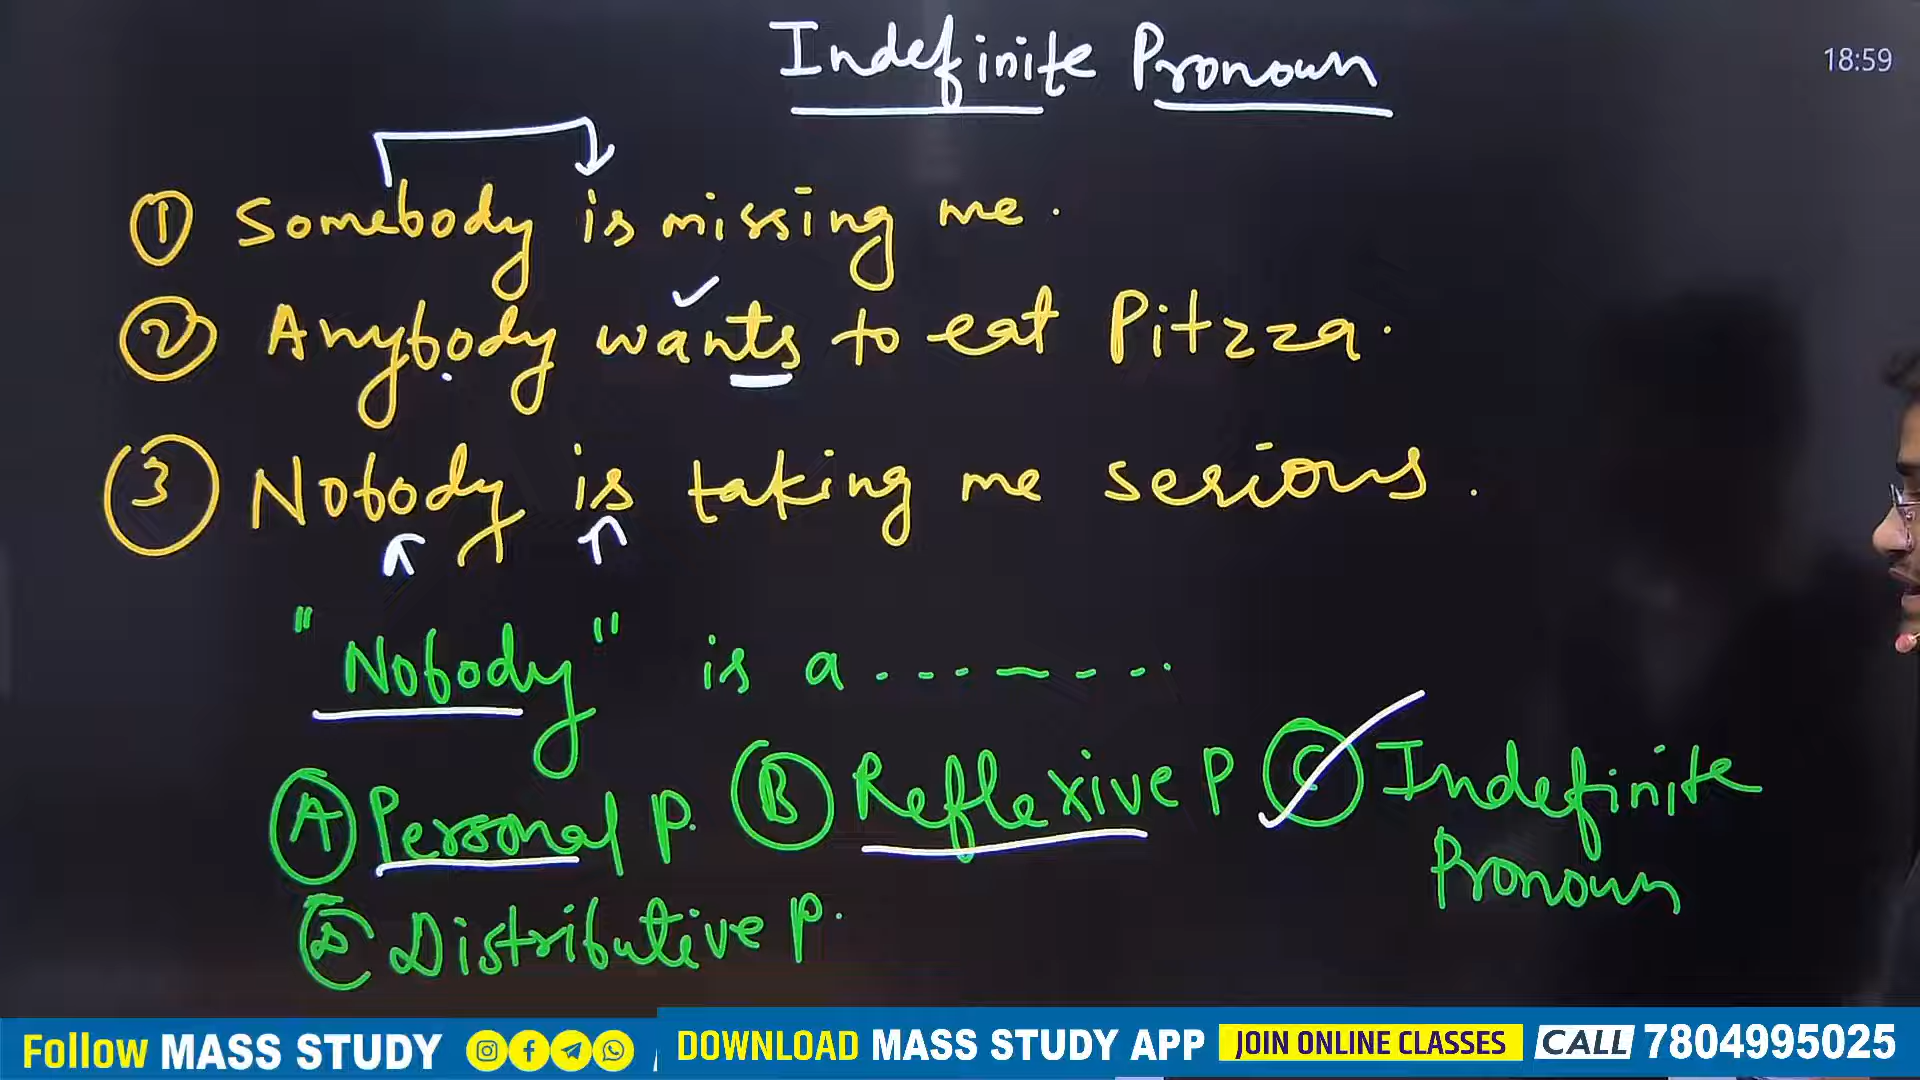 Indefinite Pronoun
18:59
① Somebody is missing me.
② Anybody wants to eat Pitzza.
③ Nobody is taking me serious.
"Nobody" is a - - - - - - - -
Ⓐ Personal P. Ⓑ Reflexive P Ⓒ Indefinite
Pronoun
Ⓓ Distributive P.
Follow MASS STUDY DOWNLOAD MASS STUDY APP JOIN ONLINE CLASSES CALL 7804995025